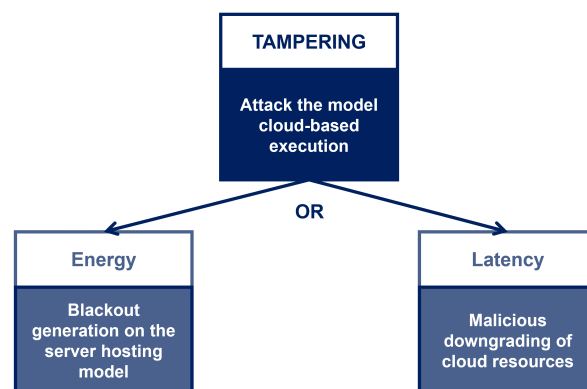 TAMPERING
Attack the model
cloud-based
execution
OR
Energy
Blackout
generation on the
server hosting
model
Latency
Malicious
downgrading of
cloud resources